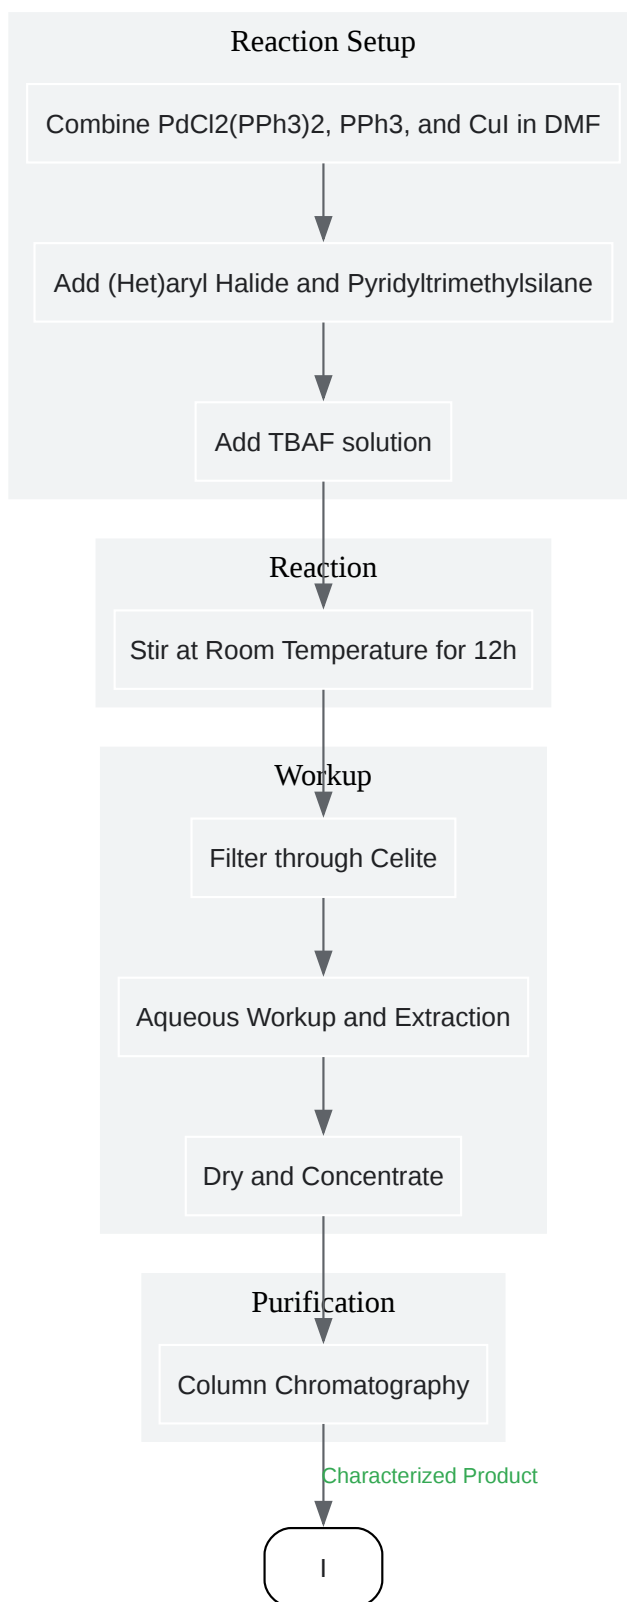 Reaction Setup
Combine PdCl2(PPh3)2, PPh3, and CuI in DMF
Add (Het)aryl Halide and Pyridyltrimethylsilane
Add TBAF solution
Reaction
Stir at Room Temperature for 12h
Workup
Filter through Celite
Aqueous Workup and Extraction
Dry and Concentrate
Purification
Column Chromatography
Characterized Product
I